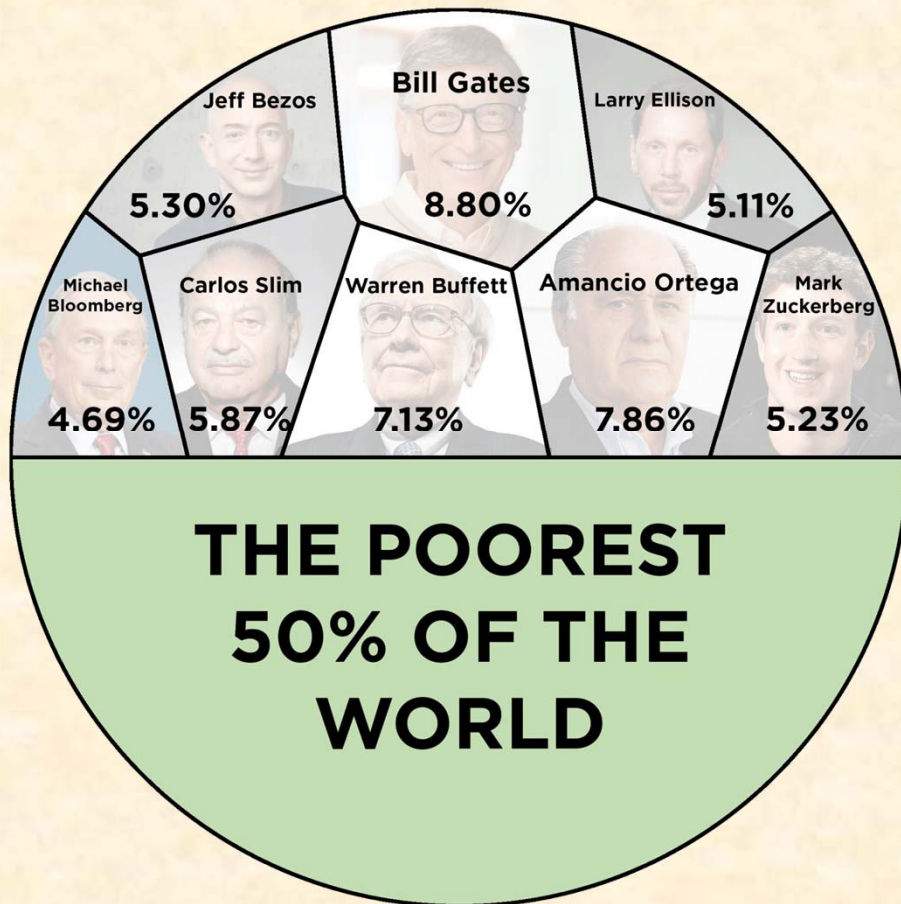 Jeff Bezos
5.30%
Bill Gates
8.80%
Larry Ellison
5.11%
Michael
Bloomberg
4.69%
Carlos Slim
5.87%
Warren Buffett
7.13%
Amancio Ortega
7.86%
Mark
Zuckerberg
5.23%
THE POOREST
50% OF THE
WORLD